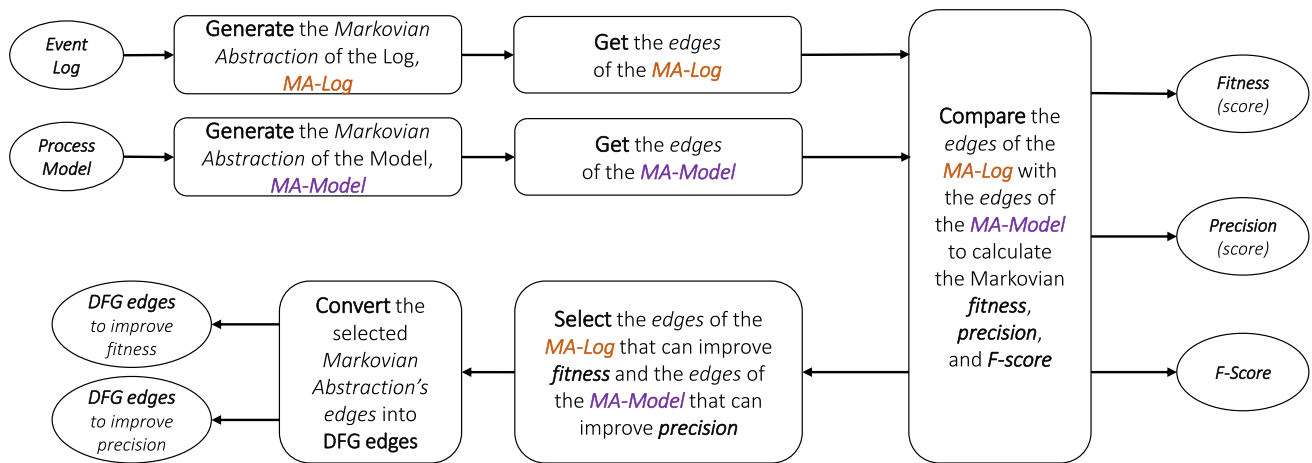 Event
Log
Generate the Markovian
Abstraction of the Log,
MA-Log
Get the edges
of the MA-Log
Process
Model
Generate the Markovian
Abstraction of the Model,
MA-Model
Get the edges
of the MA-Model
Compare the
edges of the
MA-Log with
the edges of
the MA-Model
to calculate
the Markovian
fitness,
precision,
and F-score
Fitness
(score)
Precision
(score)
F-Score
Select the edges of the
MA-Log that can improve
fitness and the edges of
the MA-Model that can
improve precision
Convert the
selected
Markovian
Abstraction's
edges into
DFG edges
DFG edges
to improve
fitness
DFG edges
to improve
precision